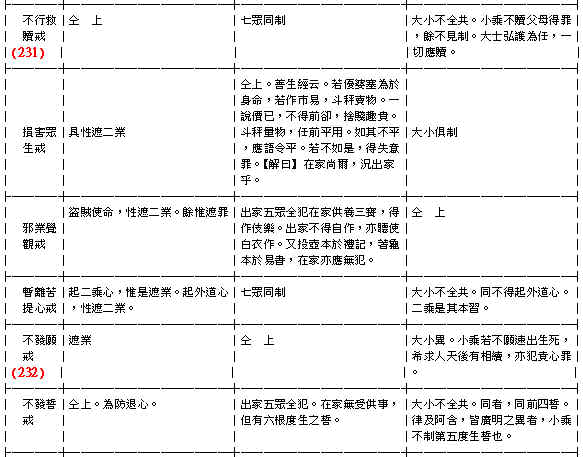 不行救
贖戒
(231)
仝　上
七眾同制
大小不全共。小乘不贖父母得罪
，餘不見制。大士弘護為任，一
切應贖。
損害眾
生戒
具性遮二業
仝上。善生經云。若優婆塞為於
身命，若作市易，斗秤賣物。一
說價已，不得前卻，捨賤趣貴。
斗秤量物，任前平用。如其不平
，應語令平。若不如是，得失意
罪。【解曰】在家尚爾，況出家
乎。
大小俱制
邪業覺
觀戒
盜賊使命，性遮二業。餘惟遮罪
出家五眾全犯在家供養三寶，得
作伎樂。出家不得自作，亦聽使
白衣作。又投壺本於禮記，蓍龜
本於易書，在家亦應無犯。
仝　上
暫離菩
提心戒
起二乘心，惟是遮業。起外道心
，性遮二業。
七眾同制
大小不全共。同不得起外道心。
二乘是其本習。
不發願
戒
(232)
遮業
仝　上
大小異。小乘若不願速出生死，
希求人天後有相續，亦犯責心罪
。
不發誓
戒
仝上。為防退心。
出家五眾全犯。在家無受供事，
但有六根度生之誓。
大小不全共。同者，同前四誓。
律及阿含，皆廣明之異者，小乘
不制第五度生誓也。